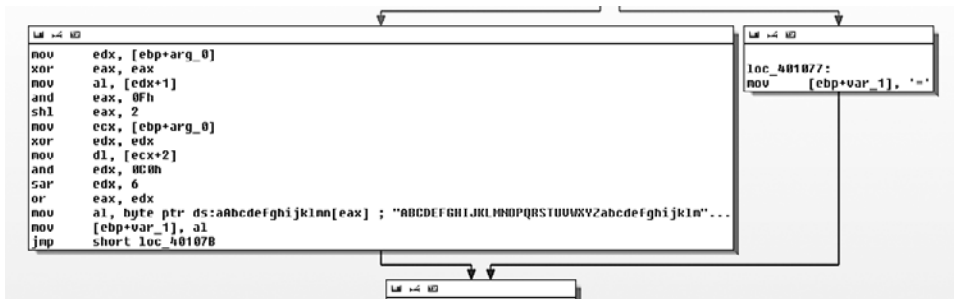 mov edx, [ebp+arg_0]
xor eax, eax
mov al, [edx+1]
and eax, 0Fh
shl eax, 2
mov ecx, [ebp+arg_0]
xor edx, edx
mov dl, [ecx+2]
and edx, 0C0h
sar edx, 6
or eax, edx
mov al, byte ptr ds:aAbcdefghijklmn[eax] ; "ABCDEFGHIJKLMNOPQRSTUVWXYZabcdefghijklm"...
mov [ebp+var_1], al
jmp short loc_40107B
loc_401077:
mov [ebp+var_1], '='